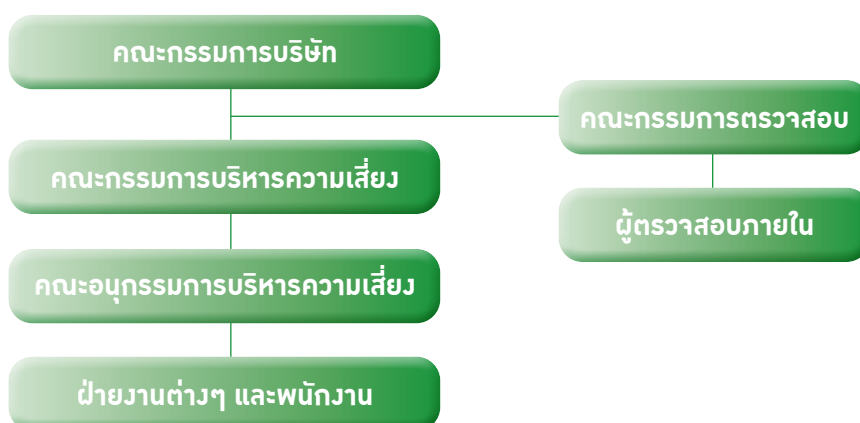 คณะกรรมการบริษัท
คณะกรรมการตรวจสอบ
คณะกรรมการบริหารความเสี่ยง
ผู้ตรวจสอบภายใน
คณะอนุกรรมการบริหารความเสี่ยง
ฝ่ายงานต่างๆ และพนักงาน